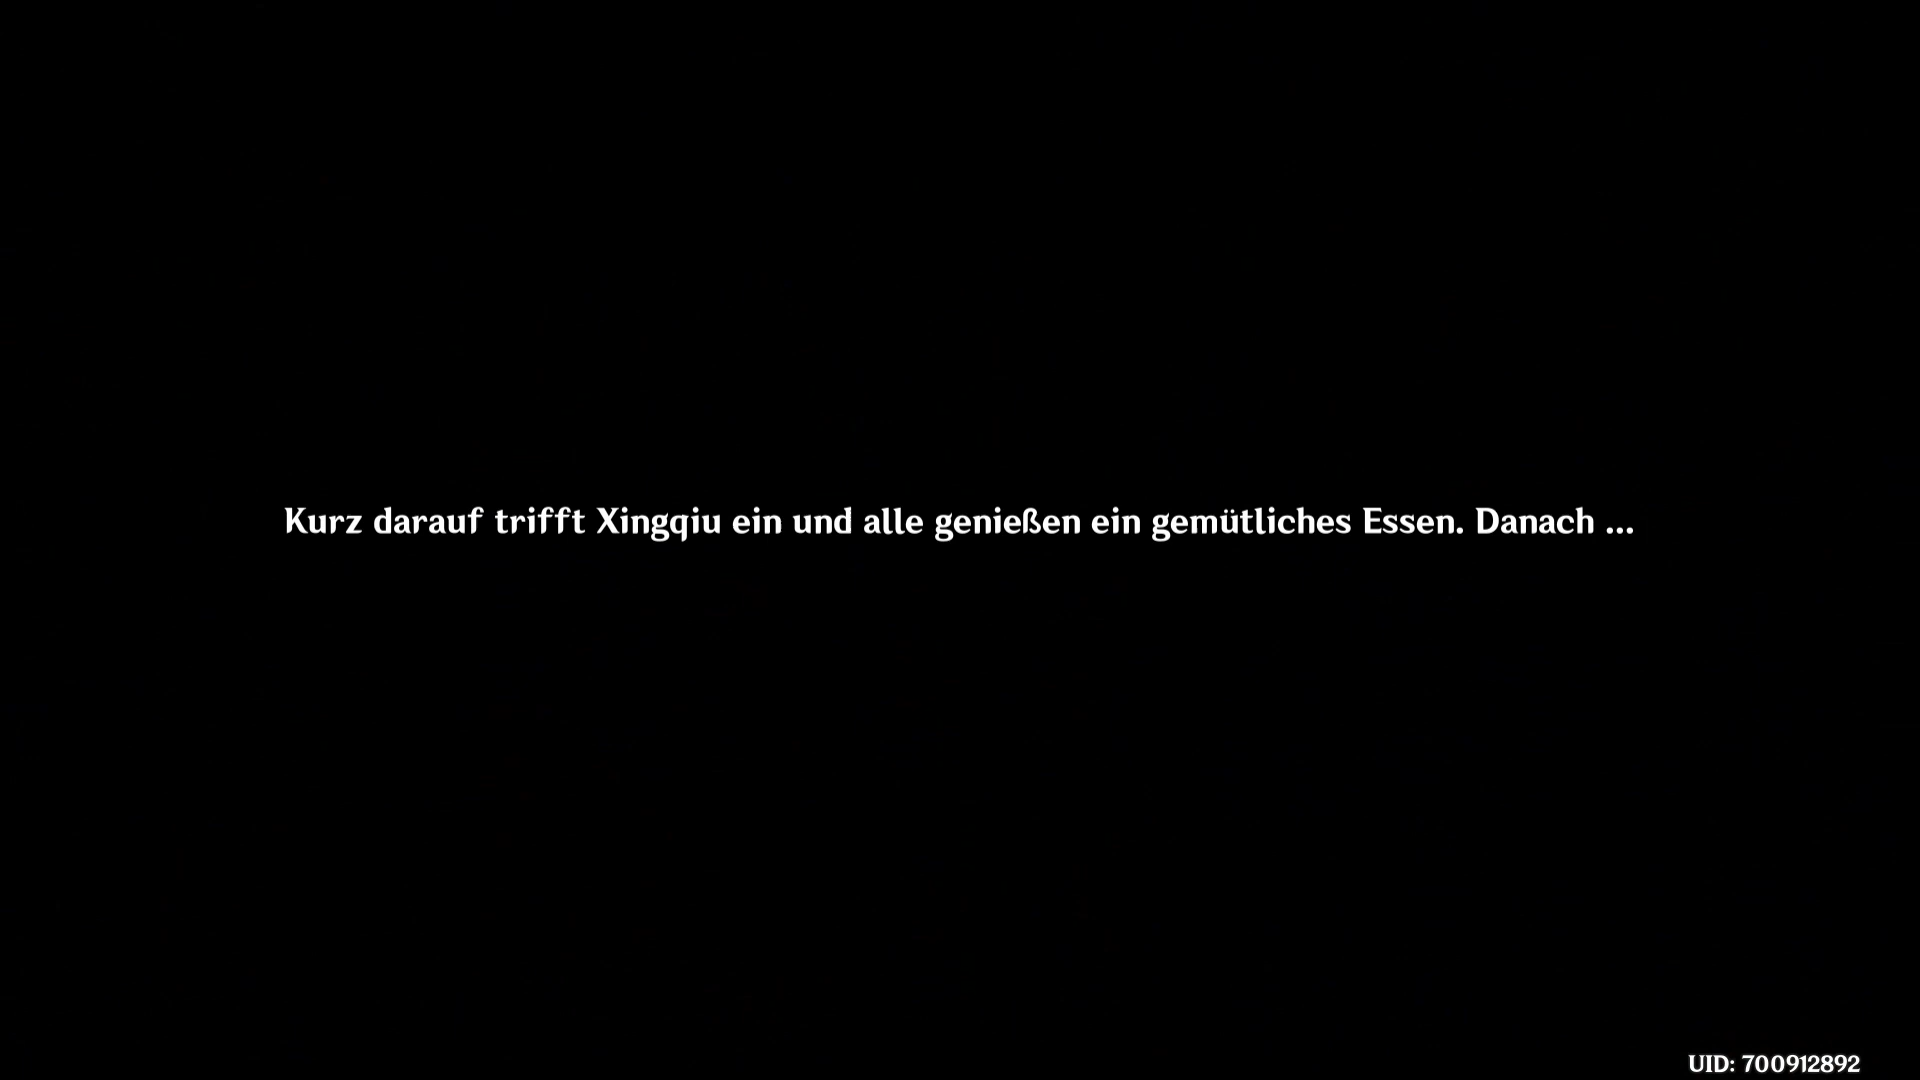 Kurz darauf trifft Xingqiu ein und alle genießen ein gemütliches Essen. Danach ...
UID: 700912892